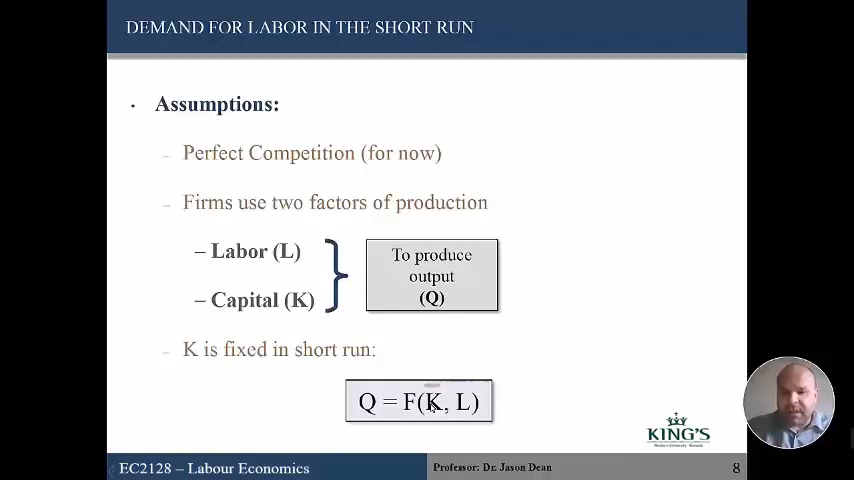 DEMAND FOR LABOR IN THE SHORT RUN
• Assumptions:
– Perfect Competition (for now)
– Firms use two factors of production
– Labor (L)
– Capital (K)
To produce
output
(Q)
– K is fixed in short run:
Q = F(K, L)
KING'S
EC2128 – Labour Economics
Professor: Dr. Jason Dean
8